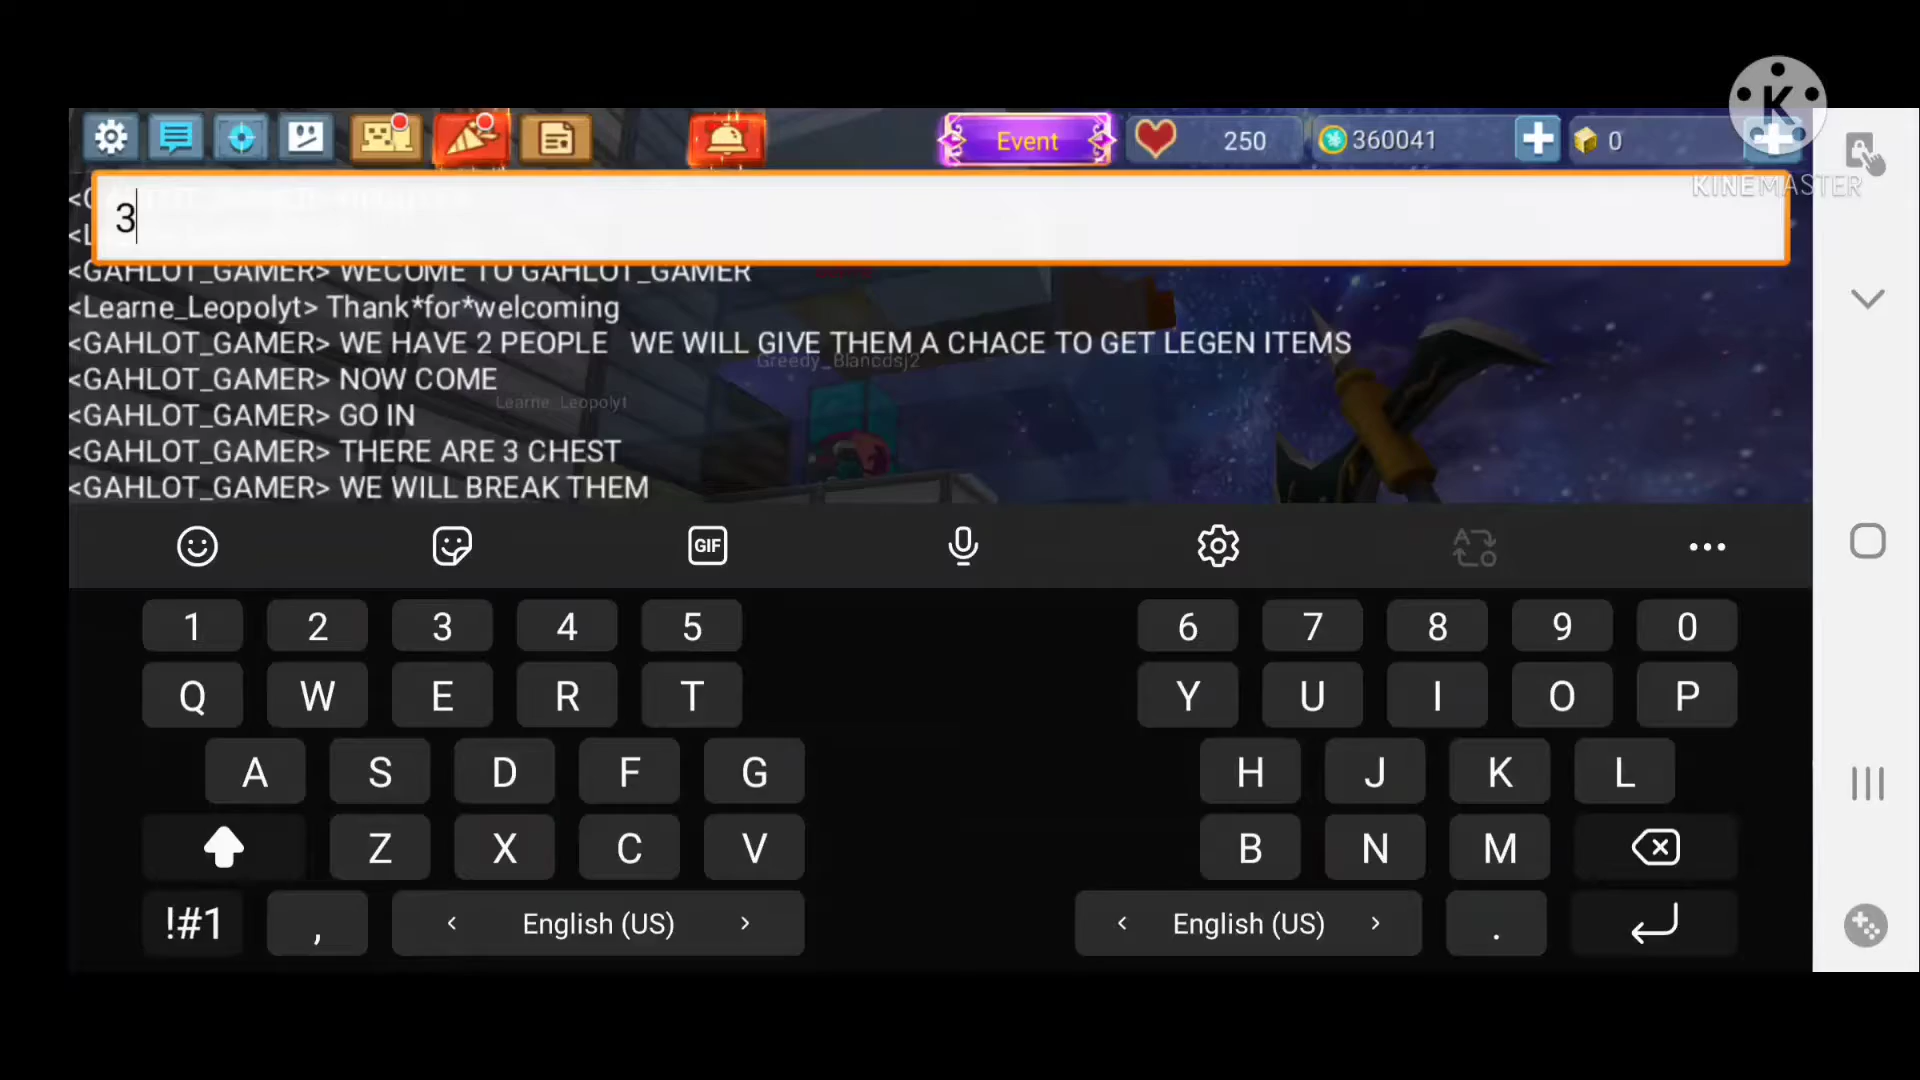 Event
250
360041
0
KINEMASTER
3
<GAHLOT_GAMER> WECOME TO GAHLOT_GAMER
<Learne_Leopolyt> Thank*for*welcoming
<GAHLOT_GAMER> WE HAVE 2 PEOPLE   WE WILL GIVE THEM A CHACE TO GET LEGEN ITEMS
Greedy_Blancdsj2
<GAHLOT_GAMER> NOW COME
Learne_Leopolyt
<GAHLOT_GAMER> GO IN
<GAHLOT_GAMER> THERE ARE 3 CHEST
<GAHLOT_GAMER> WE WILL BREAK THEM
GIF
1 2 3 4 5 6 7 8 9 0
Q W E R T Y U I O P
A S D F G H J K L
Z X C V B N M
!#1 , < English (US) > < English (US) > .